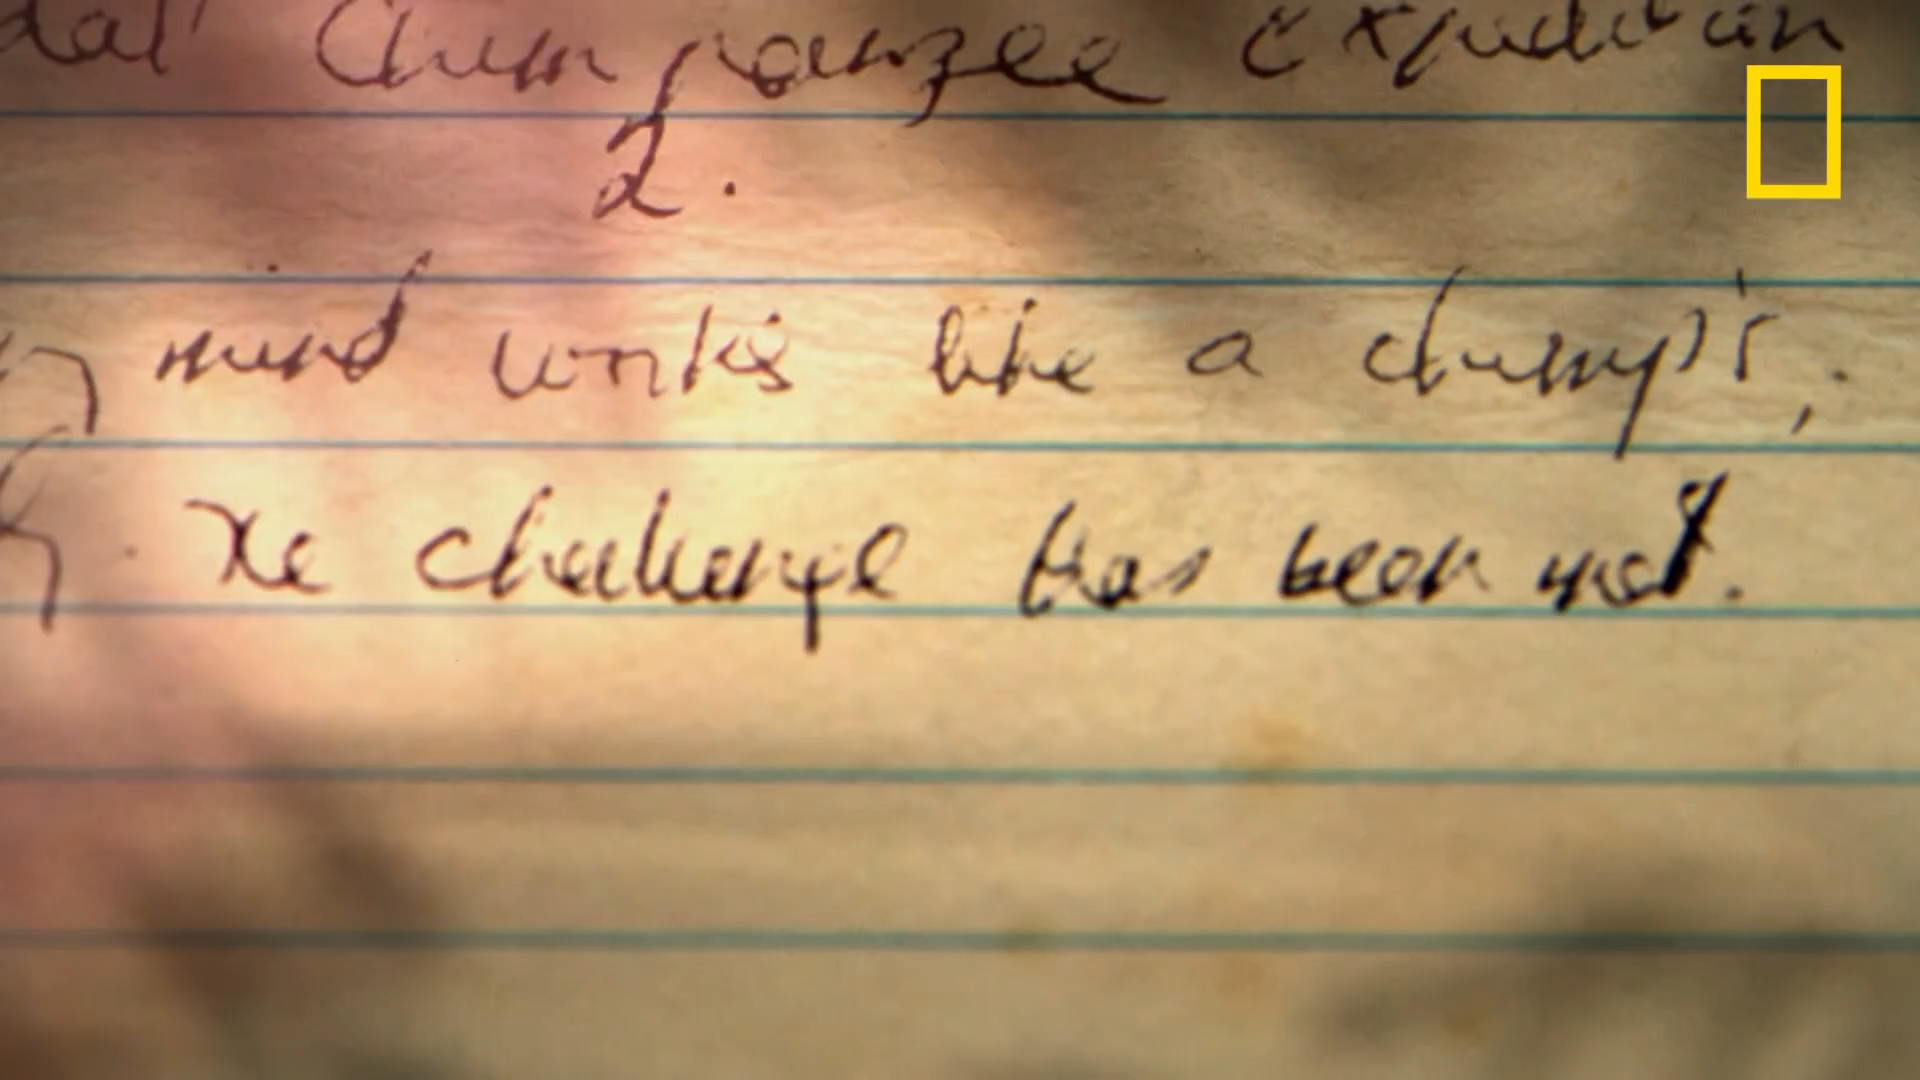 Chimpanzee Expedition
2.
mind works like a chimp's,
The challenge has been met.